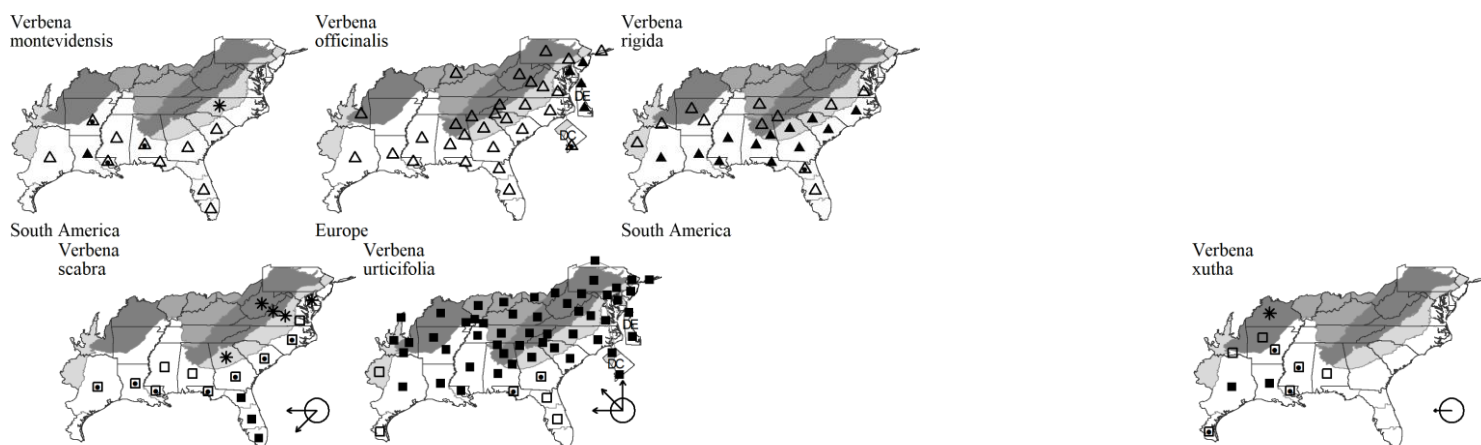 Verbena
montevidensis
Verbena
officinalis
Verbena
rigida
DE
DC
South America
Europe
South America
Verbena
scabra
Verbena
urticifolia
Verbena
xutha
DE
DC